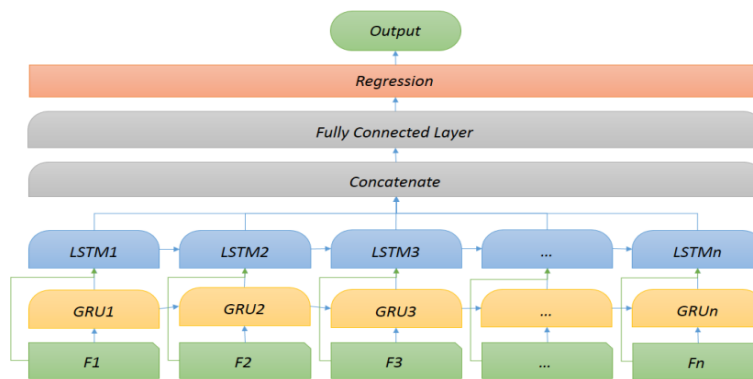 Output
Regression
Fully Connected Layer
Concatenate
LSTM1 LSTM2 LSTM3 ... LSTMn
GRU1 GRU2 GRU3 ... GRUn
F1 F2 F3 ... Fn